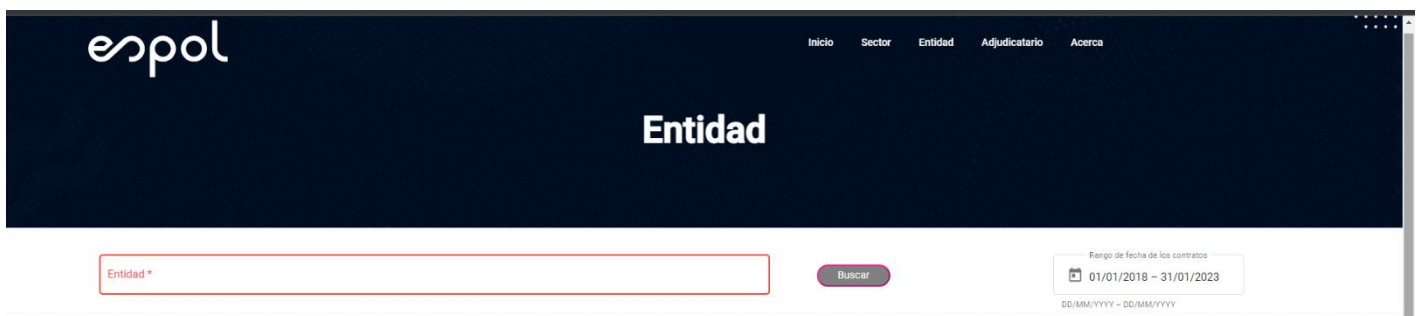 espol
Inicio Sector Entidad Adjudicatario Acerca
Entidad
Rango de fecha de los contratos
Entidad * Buscar 01/01/2018 – 31/01/2023
DD/MM/YYYY – DD/MM/YYYY